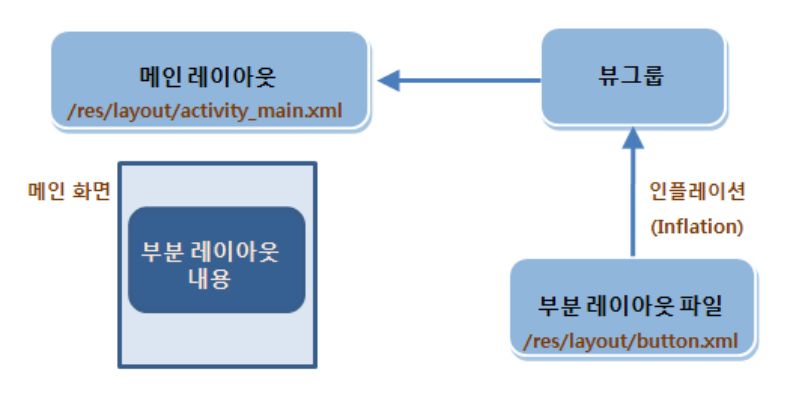 메인 레이아웃
/res/layout/activity_main.xml
뷰그룹
메인 화면
부분 레이아웃
내용
인플레이션
(Inflation)
부분 레이아웃 파일
/res/layout/button.xml